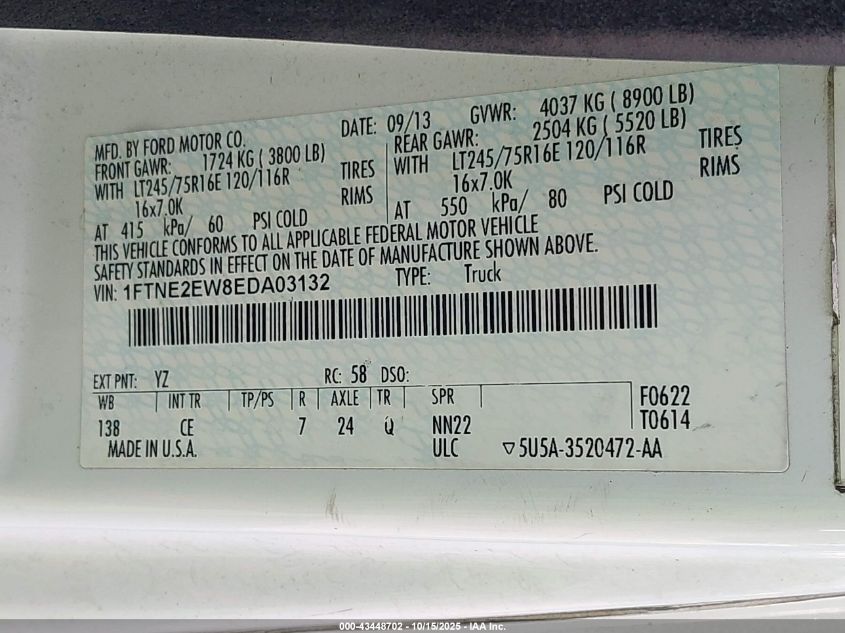 MFD. BY FORD MOTOR CO. DATE: 09/13 GVWR: 4037 KG ( 8900 LB)
FRONT GAWR: 1724 KG ( 3800 LB) REAR GAWR: 2504 KG ( 5520 LB)
WITH LT245/75R16E 120/116R TIRES WITH LT245/75R16E 120/116R TIRES
16x7.0K RIMS 16x7.0K RIMS
AT 415 kPa/ 60 PSI COLD AT 550 kPa/ 80 PSI COLD
THIS VEHICLE CONFORMS TO ALL APPLICABLE FEDERAL MOTOR VEHICLE
SAFETY STANDARDS IN EFFECT ON THE DATE OF MANUFACTURE SHOWN ABOVE.
VIN: 1FTNE2EW8EDA03132 TYPE: Truck
EXT PNT: YZ RC: 58 DSO:
WB INT TR TP/PS R AXLE TR SPR F0622
138 CE 7 24 Q NN22 T0614
MADE IN U.S.A. ULC ▽5U5A-3520472-AA
000-43448702 - 10/15/2025 - IAA Inc.